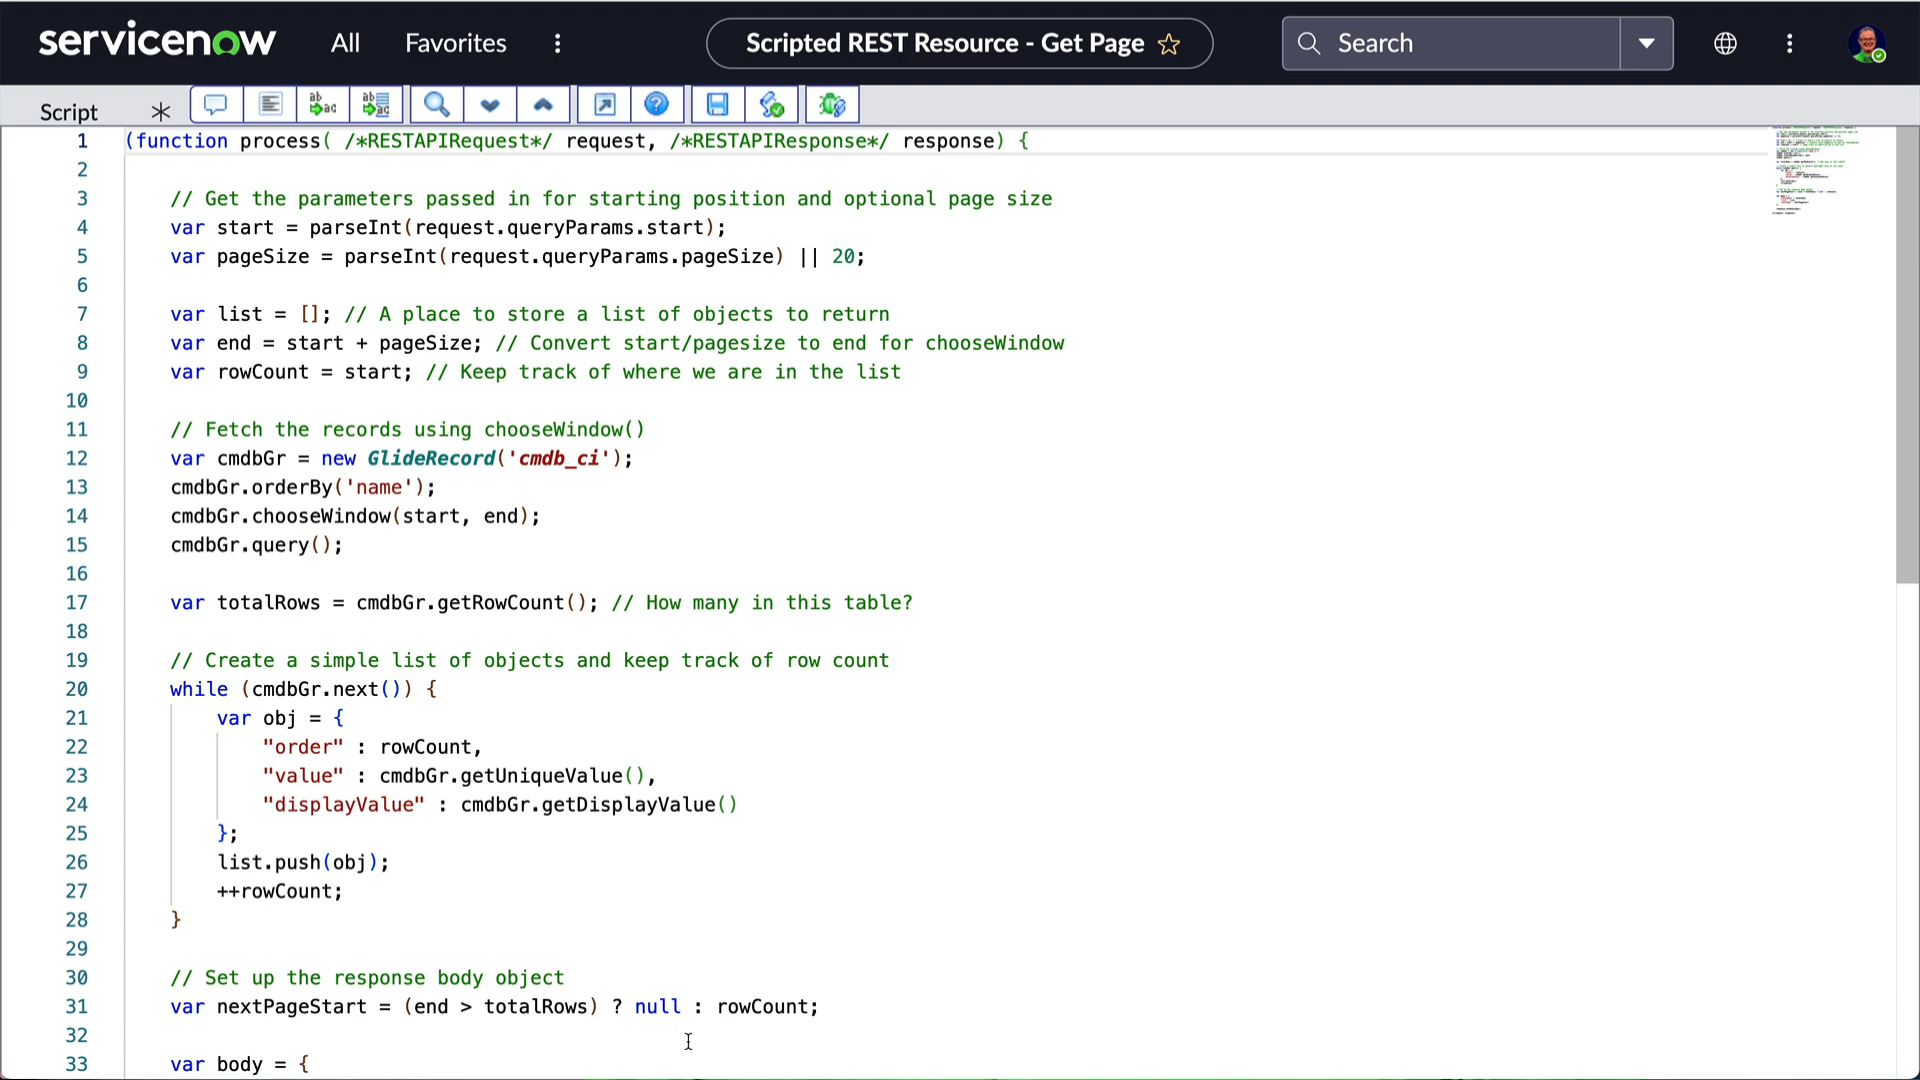 servicenow All Favorites Scripted REST Resource - Get Page Search
Script
1 (function process( /*RESTAPIRequest*/ request, /*RESTAPIResponse*/ response) {
2
3 // Get the parameters passed in for starting position and optional page size
4 var start = parseInt(request.queryParams.start);
5 var pageSize = parseInt(request.queryParams.pageSize) || 20;
6
7 var list = []; // A place to store a list of objects to return
8 var end = start + pageSize; // Convert start/pagesize to end for chooseWindow
9 var rowCount = start; // Keep track of where we are in the list
10
11 // Fetch the records using chooseWindow()
12 var cmdbGr = new GlideRecord('cmdb_ci');
13 cmdbGr.orderBy('name');
14 cmdbGr.chooseWindow(start, end);
15 cmdbGr.query();
16
17 var totalRows = cmdbGr.getRowCount(); // How many in this table?
18
19 // Create a simple list of objects and keep track of row count
20 while (cmdbGr.next()) {
21 var obj = {
22 "order" : rowCount,
23 "value" : cmdbGr.getUniqueValue(),
24 "displayValue" : cmdbGr.getDisplayValue()
25 };
26 list.push(obj);
27 ++rowCount;
28 }
29
30 // Set up the response body object
31 var nextPageStart = (end > totalRows) ? null : rowCount;
32
33 var body = {